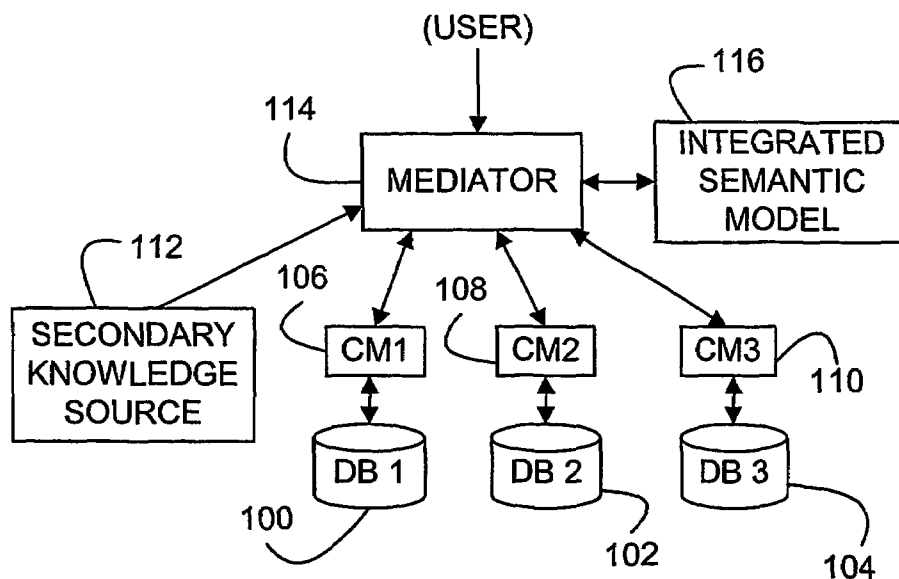 (USER)
116
114
MEDIATOR
INTEGRATED
SEMANTIC
MODEL
112
106
108
SECONDARY
KNOWLEDGE
SOURCE
CM1
CM2
CM3
110
DB 1
DB 2
DB 3
100
102
104